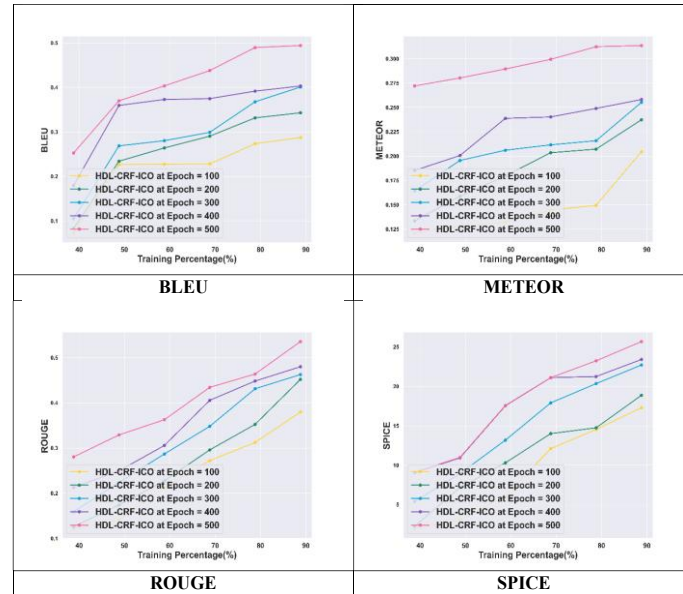 0.5
0.4
0.3
0.2
0.1
BLEU
HDL-CRF-ICO at Epoch = 100
HDL-CRF-ICO at Epoch = 200
HDL-CRF-ICO at Epoch = 300
HDL-CRF-ICO at Epoch = 400
HDL-CRF-ICO at Epoch = 500
40 50 60 70 80 90
Training Percentage(%)
BLEU
0.300
0.275
0.250
0.225
0.200
0.175
0.150
0.125
METEOR
HDL-CRF-ICO at Epoch = 100
HDL-CRF-ICO at Epoch = 200
HDL-CRF-ICO at Epoch = 300
HDL-CRF-ICO at Epoch = 400
HDL-CRF-ICO at Epoch = 500
40 50 60 70 80 90
Training Percentage(%)
METEOR
0.5
0.4
0.3
0.2
0.1
ROUGE
HDL-CRF-ICO at Epoch = 100
HDL-CRF-ICO at Epoch = 200
HDL-CRF-ICO at Epoch = 300
HDL-CRF-ICO at Epoch = 400
HDL-CRF-ICO at Epoch = 500
40 50 60 70 80 90
Training Percentage(%)
ROUGE
25
20
15
10
5
SPICE
HDL-CRF-ICO at Epoch = 100
HDL-CRF-ICO at Epoch = 200
HDL-CRF-ICO at Epoch = 300
HDL-CRF-ICO at Epoch = 400
HDL-CRF-ICO at Epoch = 500
40 50 60 70 80 90
Training Percentage(%)
SPICE